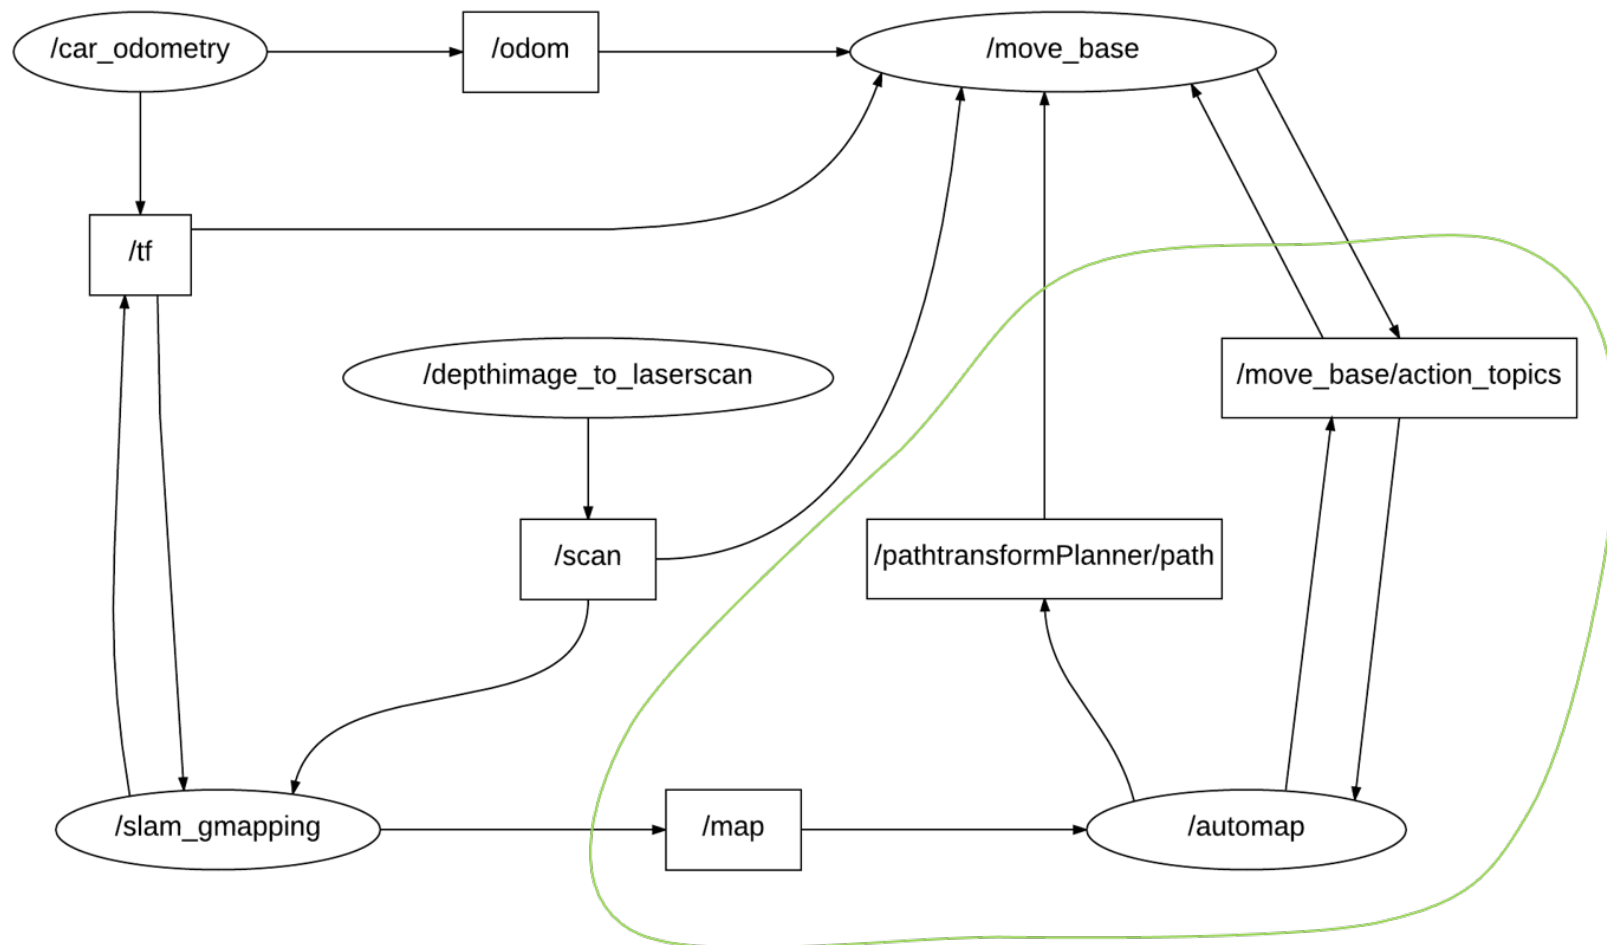 /car_odometry
/odom
/move_base
/tf
/depthimage_to_laserscan
/move_base/action_topics
/scan
/pathtransformPlanner/path
/slam_gmapping
/map
/automap